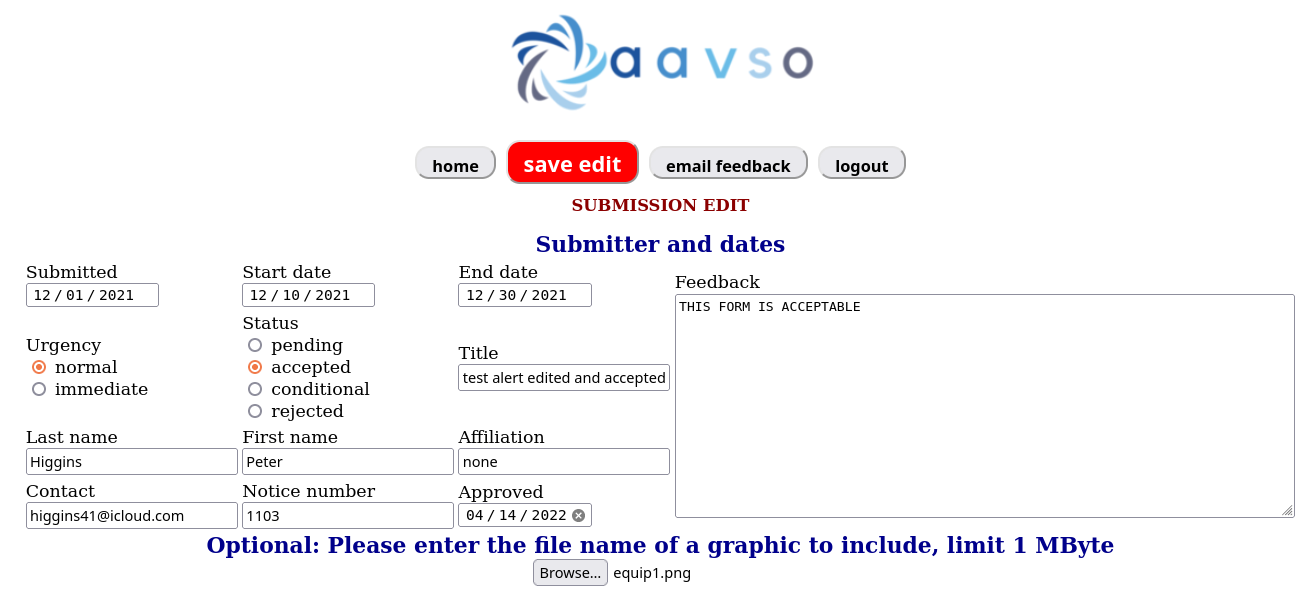 aavso
home save edit email feedback logout
SUBMISSION EDIT
Submitter and dates
Submitted Start date End date Feedback
12 / 01 / 2021 12 / 10 / 2021 12 / 30 / 2021
THIS FORM IS ACCEPTABLE
Urgency
normal
immediate
Status
pending
accepted
conditional
rejected
Title
test alert edited and accepted
Last name First name Affiliation
Higgins Peter none
Contact Notice number Approved
higgins41@icloud.com 1103 04 / 14 / 2022
Optional: Please enter the file name of a graphic to include, limit 1 MByte
Browse... equip1.png